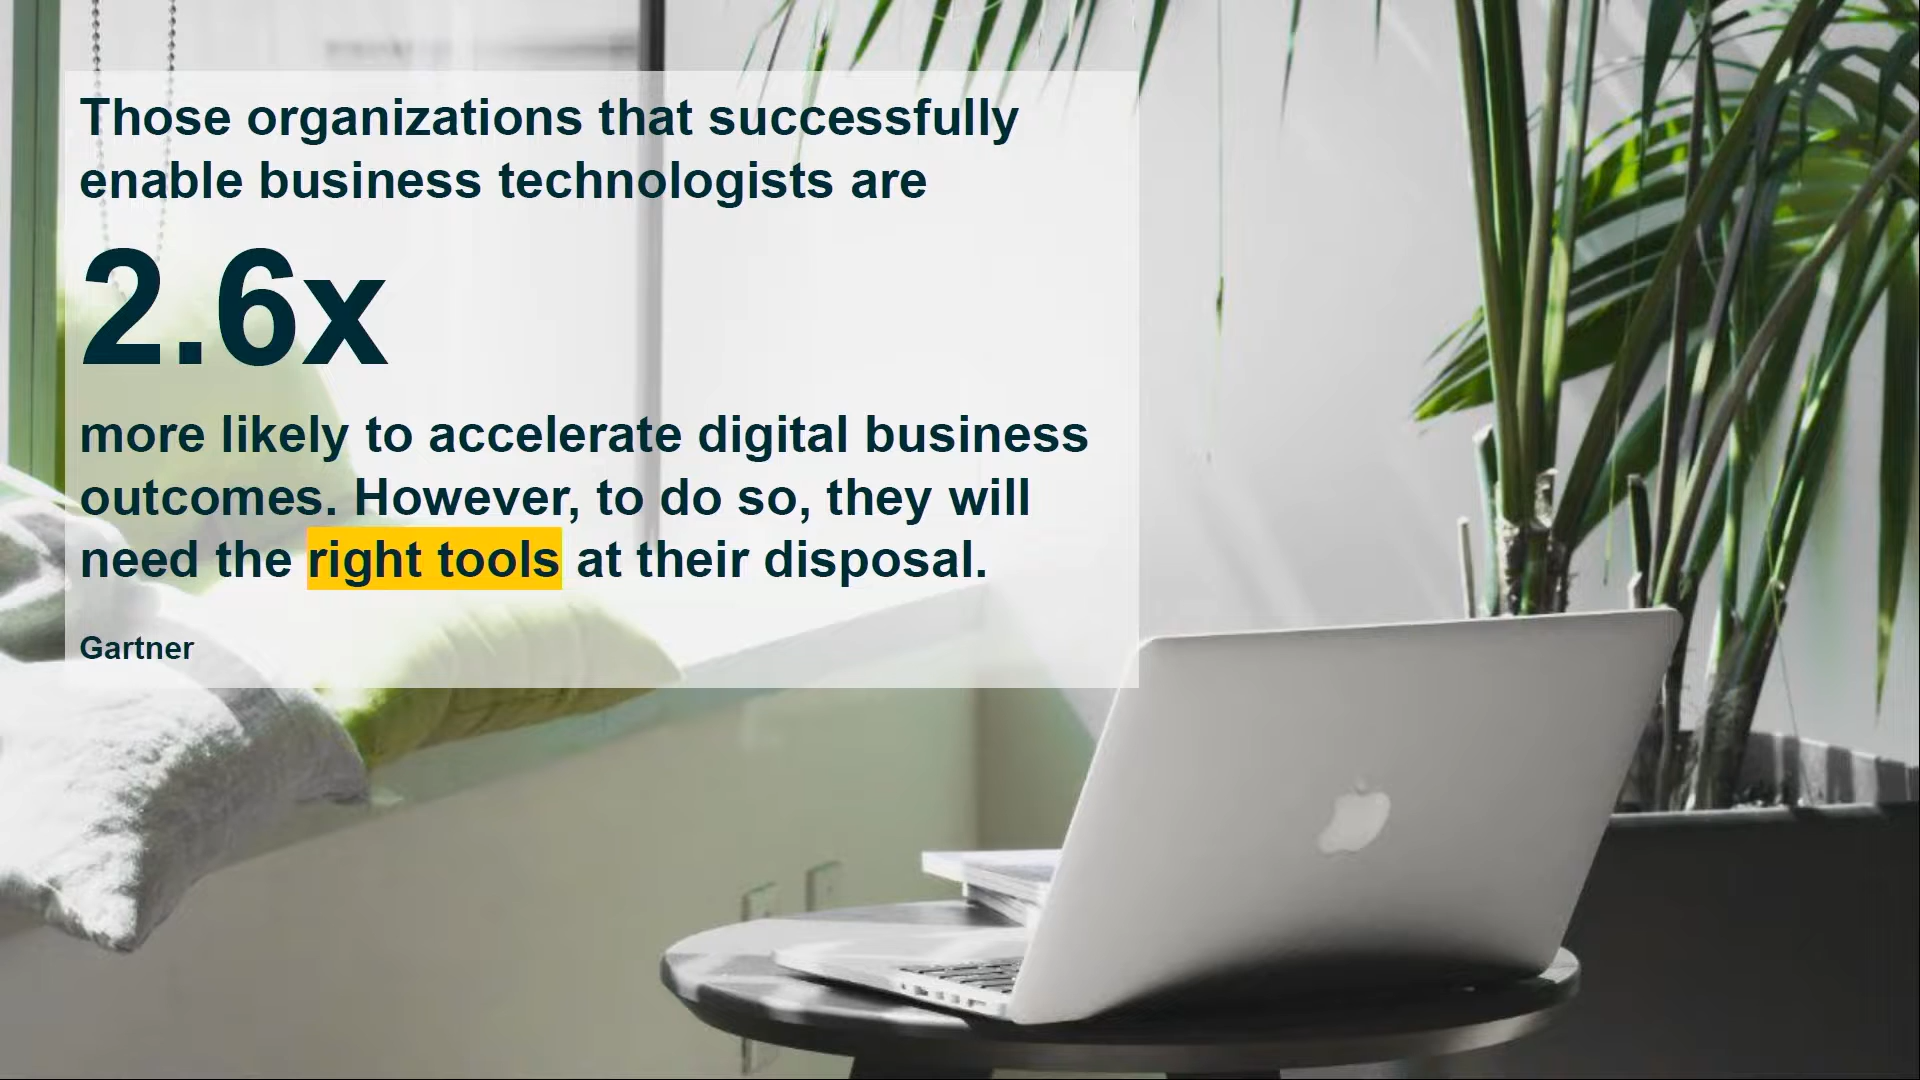 Those organizations that successfully
enable business technologists are
2.6x
more likely to accelerate digital business
outcomes. However, to do so, they will
need the right tools at their disposal.
Gartner